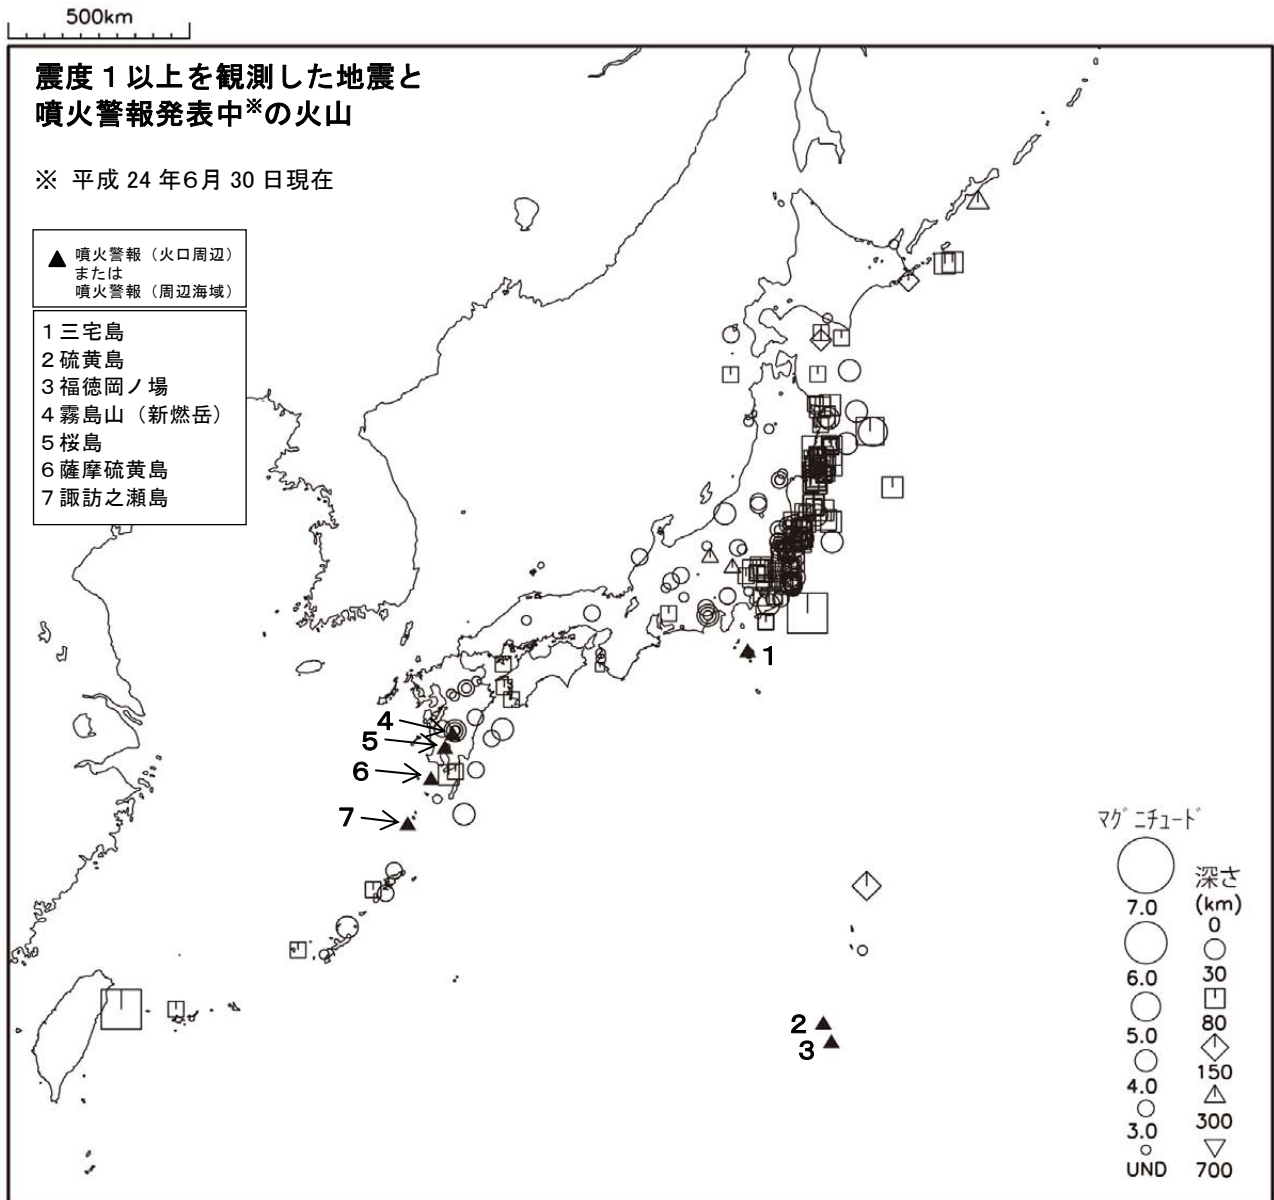 500km
震度１以上を観測した地震と
噴火警報発表中※の火山
※ 平成 24 年６月 30 日現在
▲ 噴火警報（火口周辺）
または
噴火警報（周辺海域）
１三宅島
２硫黄島
３福徳岡ノ場
４霧島山（新燃岳）
５桜島
６薩摩硫黄島
７諏訪之瀬島
1
4
5
6
7
2
3
ﾏｸﾞﾆﾁｭｰﾄﾞ
7.0
6.0
5.0
4.0
3.0
UND
深さ
(km)
0
30
80
150
300
700